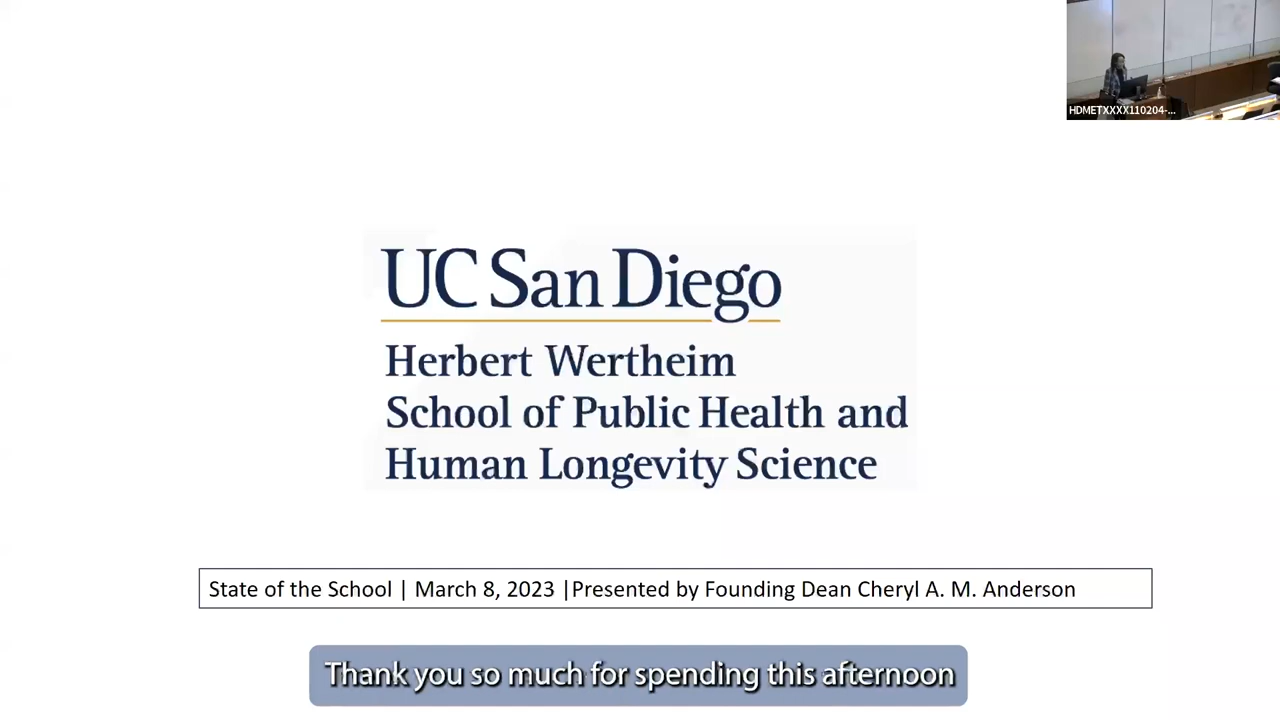 HDMETXXXX110204-...
UC San Diego
Herbert Wertheim
School of Public Health and
Human Longevity Science
State of the School | March 8, 2023 |Presented by Founding Dean Cheryl A. M. Anderson
Thank you so much for spending this afternoon